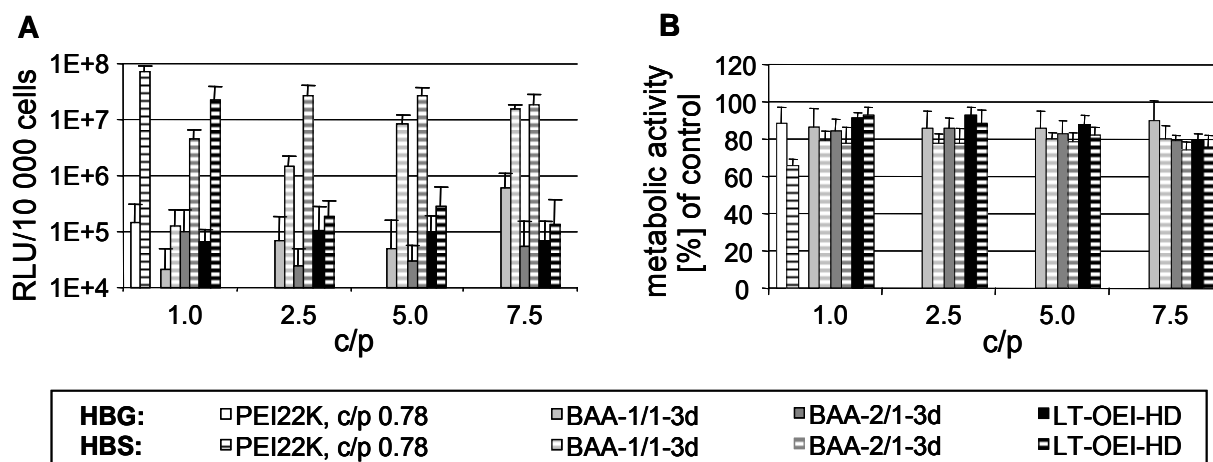 A
RLU/10 000 cells
1E+8
1E+7
1E+6
1E+5
1E+4
1.0 2.5 5.0 7.5
c/p
B
metabolic activity
[%] of control
120
100
80
60
40
20
0
1.0 2.5 5.0 7.5
c/p
HBG: PEI22K, c/p 0.78 BAA-1/1-3d BAA-2/1-3d LT-OEI-HD
HBS: PEI22K, c/p 0.78 BAA-1/1-3d BAA-2/1-3d LT-OEI-HD